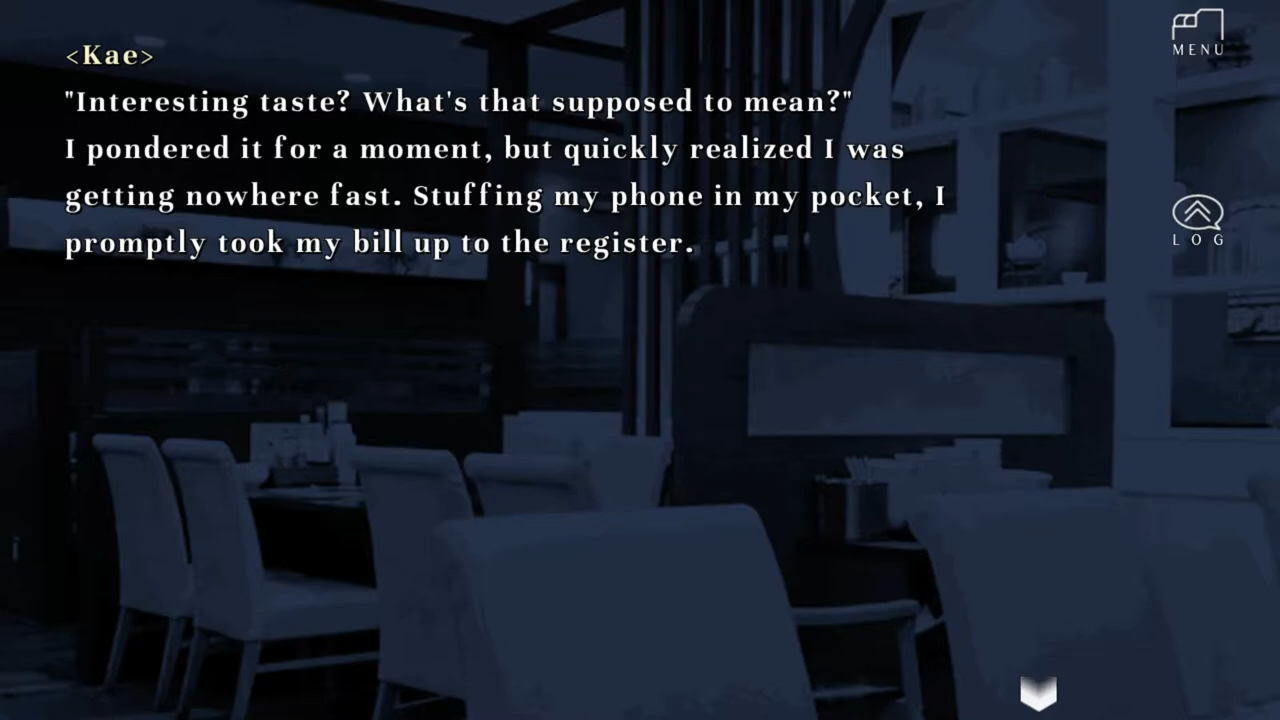 <Kae>
"Interesting taste? What's that supposed to mean?"
I pondered it for a moment, but quickly realized I was
getting nowhere fast. Stuffing my phone in my pocket, I
promptly took my bill up to the register.
MENU
LOG